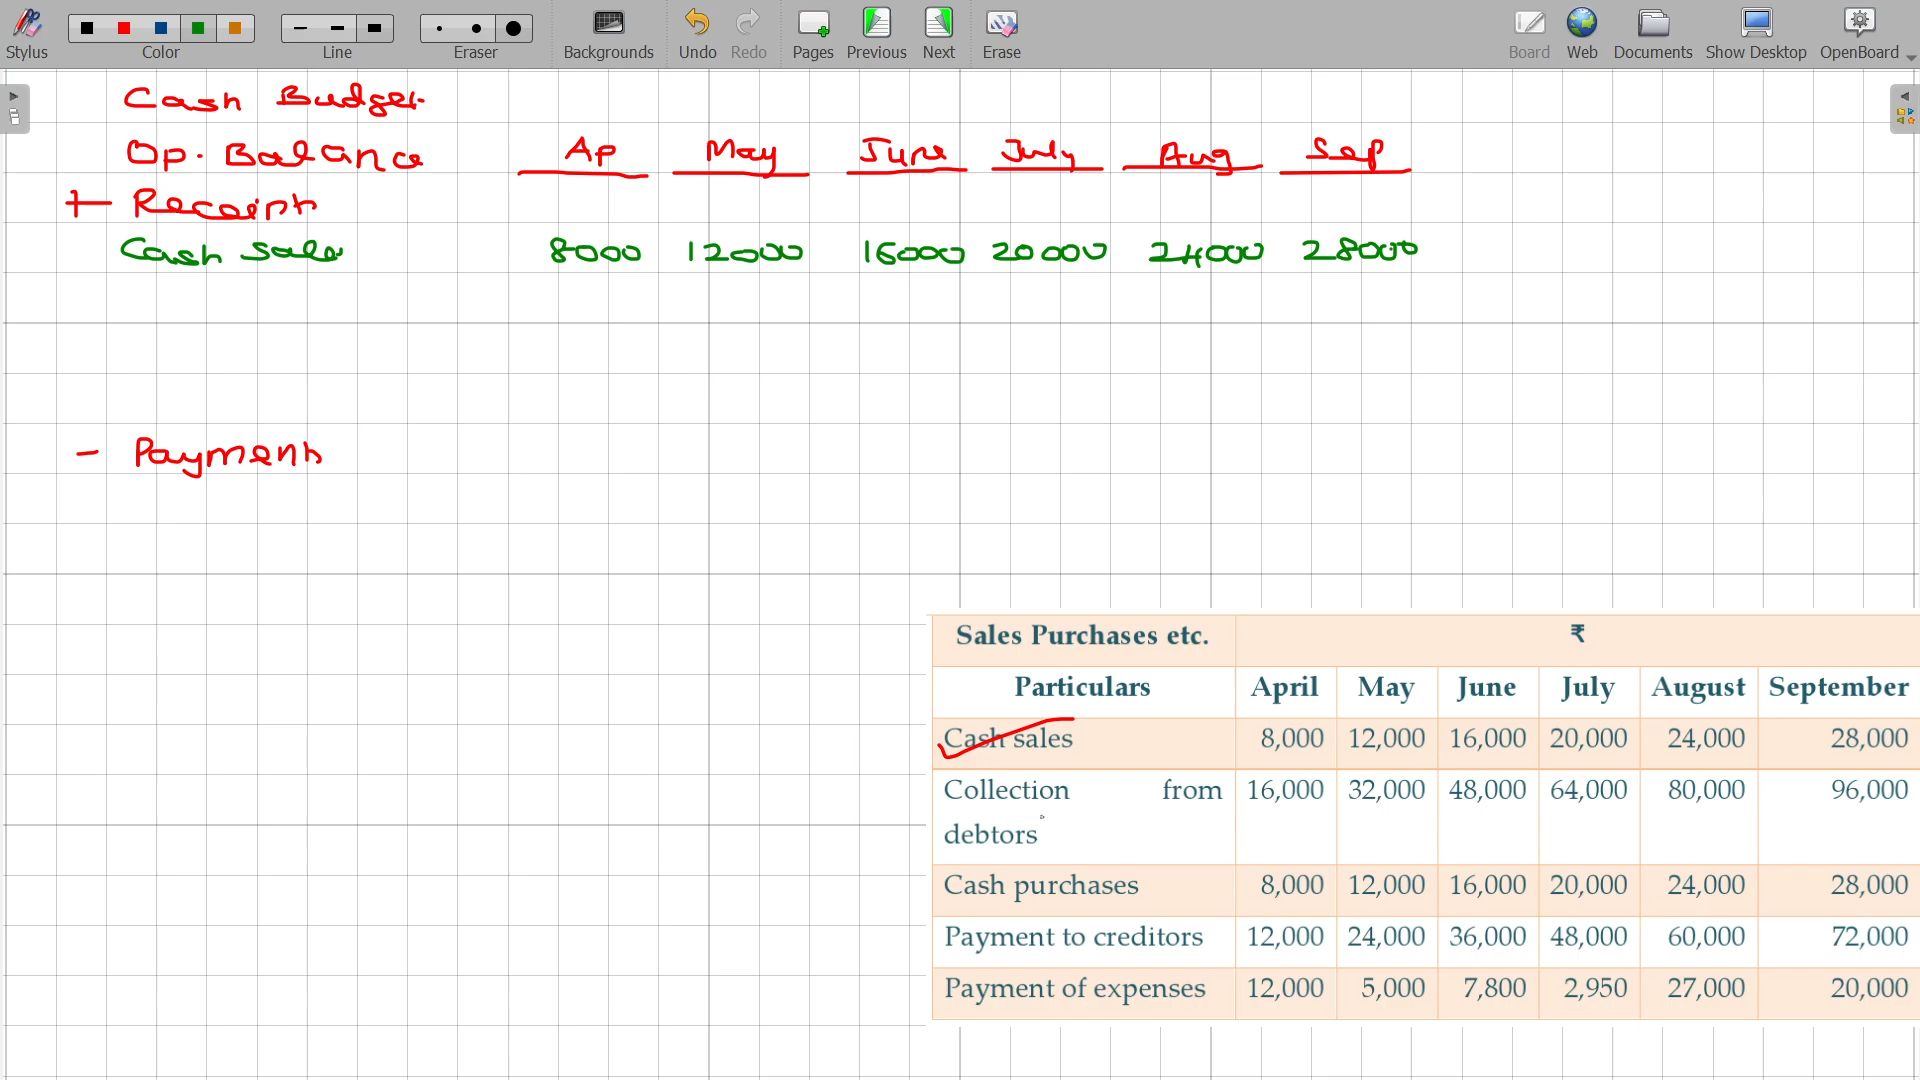 Stylus Color Line Eraser Backgrounds Undo Redo Pages Previous Next Erase Board Web Documents Show Desktop OpenBoard
Cash Budget
Op. Balance Ap May June July Aug Sep
+ Receipts
Cash Sales 8000 12000 16000 20000 24000 28000
- Payments
Sales Purchases etc. ₹
Particulars April May June July August September
Cash sales 8,000 12,000 16,000 20,000 24,000 28,000
Collection from 16,000 32,000 48,000 64,000 80,000 96,000
debtors
Cash purchases 8,000 12,000 16,000 20,000 24,000 28,000
Payment to creditors 12,000 24,000 36,000 48,000 60,000 72,000
Payment of expenses 12,000 5,000 7,800 2,950 27,000 20,000